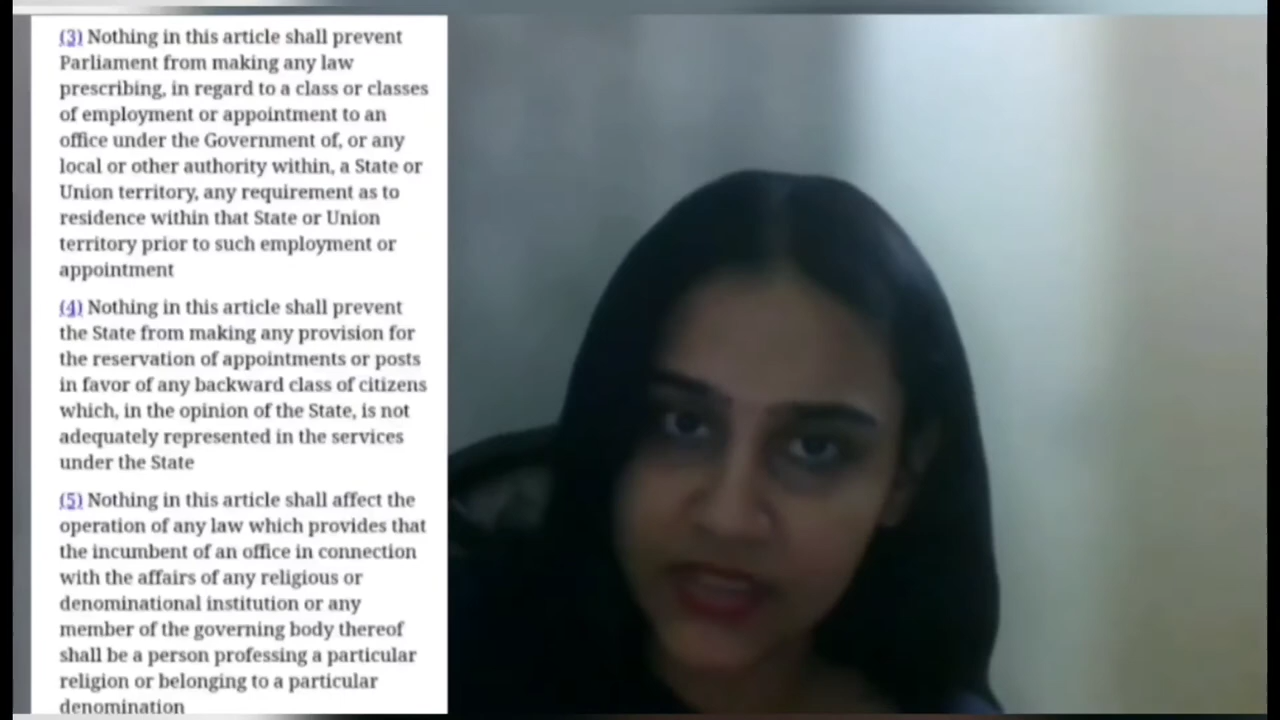 (3) Nothing in this article shall prevent
Parliament from making any law
prescribing, in regard to a class or classes
of employment or appointment to an
office under the Government of, or any
local or other authority within, a State or
Union territory, any requirement as to
residence within that State or Union
territory prior to such employment or
appointment
(4) Nothing in this article shall prevent
the State from making any provision for
the reservation of appointments or posts
in favor of any backward class of citizens
which, in the opinion of the State, is not
adequately represented in the services
under the State
(5) Nothing in this article shall affect the
operation of any law which provides that
the incumbent of an office in connection
with the affairs of any religious or
denominational institution or any
member of the governing body thereof
shall be a person professing a particular
religion or belonging to a particular
denomination